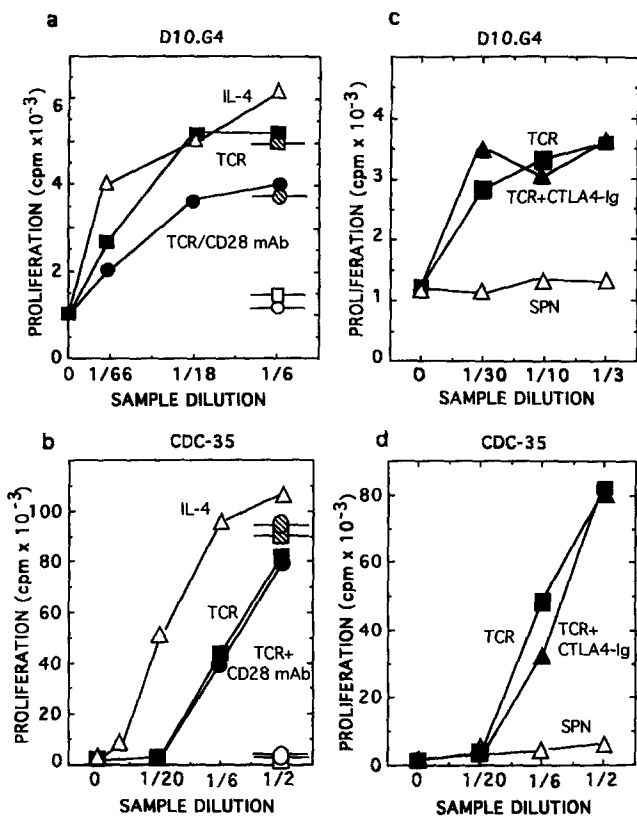 a
D10.G4
PROLIFERATION (cpm x10⁻³)
6
4
2
0
IL-4
TCR
TCR/CD28 mAb
0 1/66 1/18 1/6
SAMPLE DILUTION
b
CDC-35
PROLIFERATION (cpm x 10⁻³)
100
80
60
40
20
0
IL-4
TCR
TCR+
CD28 mAb
0 1/20 1/6 1/2
SAMPLE DILUTION
c
D10.G4
PROLIFERATION (cpm x10⁻³)
5
4
3
2
1
0
TCR
TCR+CTLA4-Ig
SPN
0 1/30 1/10 1/3
SAMPLE DILUTION
d
CDC-35
PROLIFERATION (cpm x 10⁻³)
80
60
40
20
0
TCR
TCR+
CTLA4-Ig
SPN
0 1/20 1/6 1/2
SAMPLE DILUTION